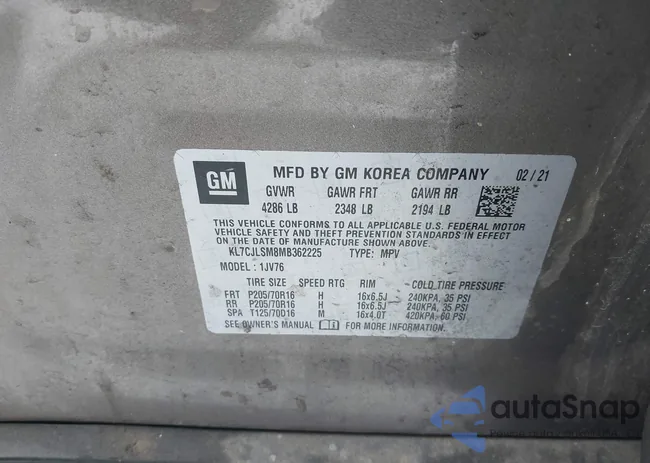 GM
MFD BY GM KOREA COMPANY 02 / 21
GVWR GAWR FRT GAWR RR
4286 LB 2348 LB 2194 LB
THIS VEHICLE CONFORMS TO ALL APPLICABLE U.S. FEDERAL MOTOR
VEHICLE SAFETY, BUMPER, AND THEFT PREVENTION STANDARDS IN
EFFECT ON THE DATE OF MANUFACTURE SHOWN ABOVE.
KL7CJLSM8MB362225 TYPE: MPV
MODEL : 1JV76
TIRE SIZE SPEED RTG RIM COLD TIRE PRESSURE
FRT P205/70R16 H 16x6.5J 240KPA, 35 PSI
RR P205/70R16 H 16x6.5J 240KPA, 35 PSI
SPA T125/70D16 M 16x4.0T 420KPA, 60 PSI
SEE OWNER'S MANUAL FOR MORE INFORMATION.
autoSnap